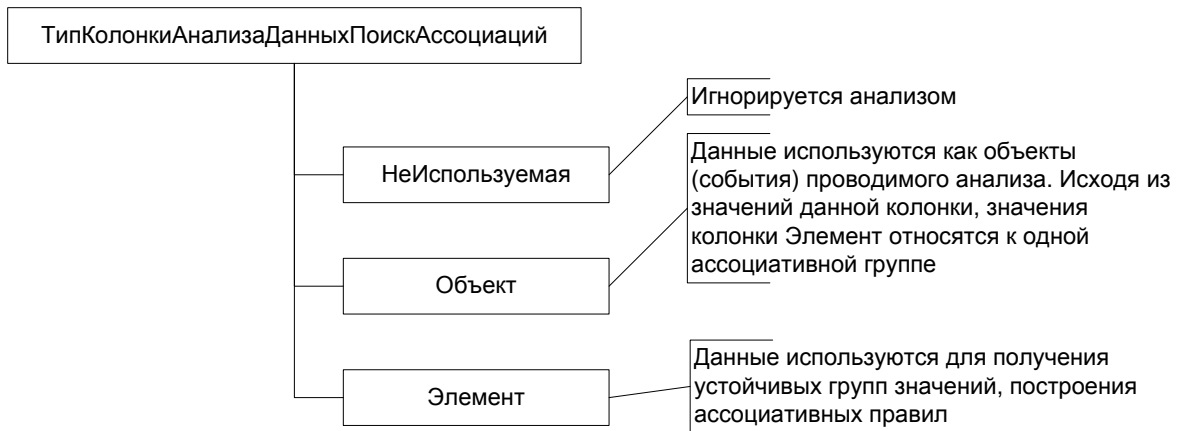 ТипКолонкиАнализаДанныхПоискАссоциаций
НеИспользуемая
Игнорируется анализом
Объект
Данные используются как объекты
(события) проводимого анализа. Исходя из
значений данной колонки, значения
колонки Элемент относятся к одной
ассоциативной группе
Элемент
Данные используются для получения
устойчивых групп значений, построения
ассоциативных правил